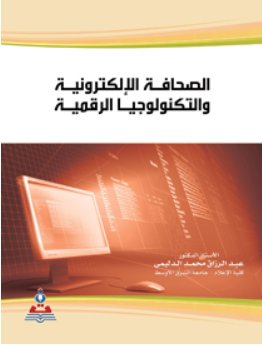 الصحافة الإلكترونية
والتكنولوجيا الرقمية
الأستاذ الدكتور
عبد الرزاق محمد الدليمي
كلية الإعلام - جامعة الشرق الأوسط